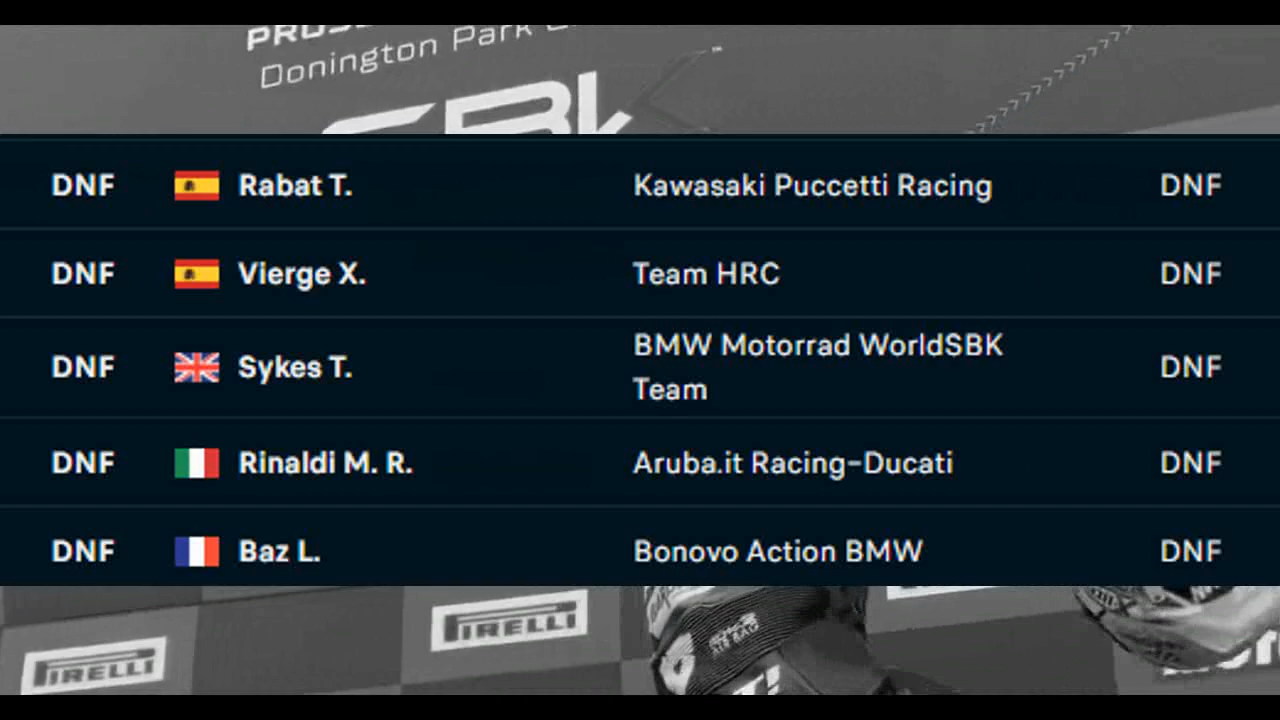 Donington Park
SBK
DNF Rabat T. Kawasaki Puccetti Racing DNF
DNF Vierge X. Team HRC DNF
DNF Sykes T. BMW Motorrad WorldSBK
Team DNF
DNF Rinaldi M. R. Aruba.it Racing-Ducati DNF
DNF Baz L. Bonovo Action BMW DNF
PIRELLI
PIRELLI